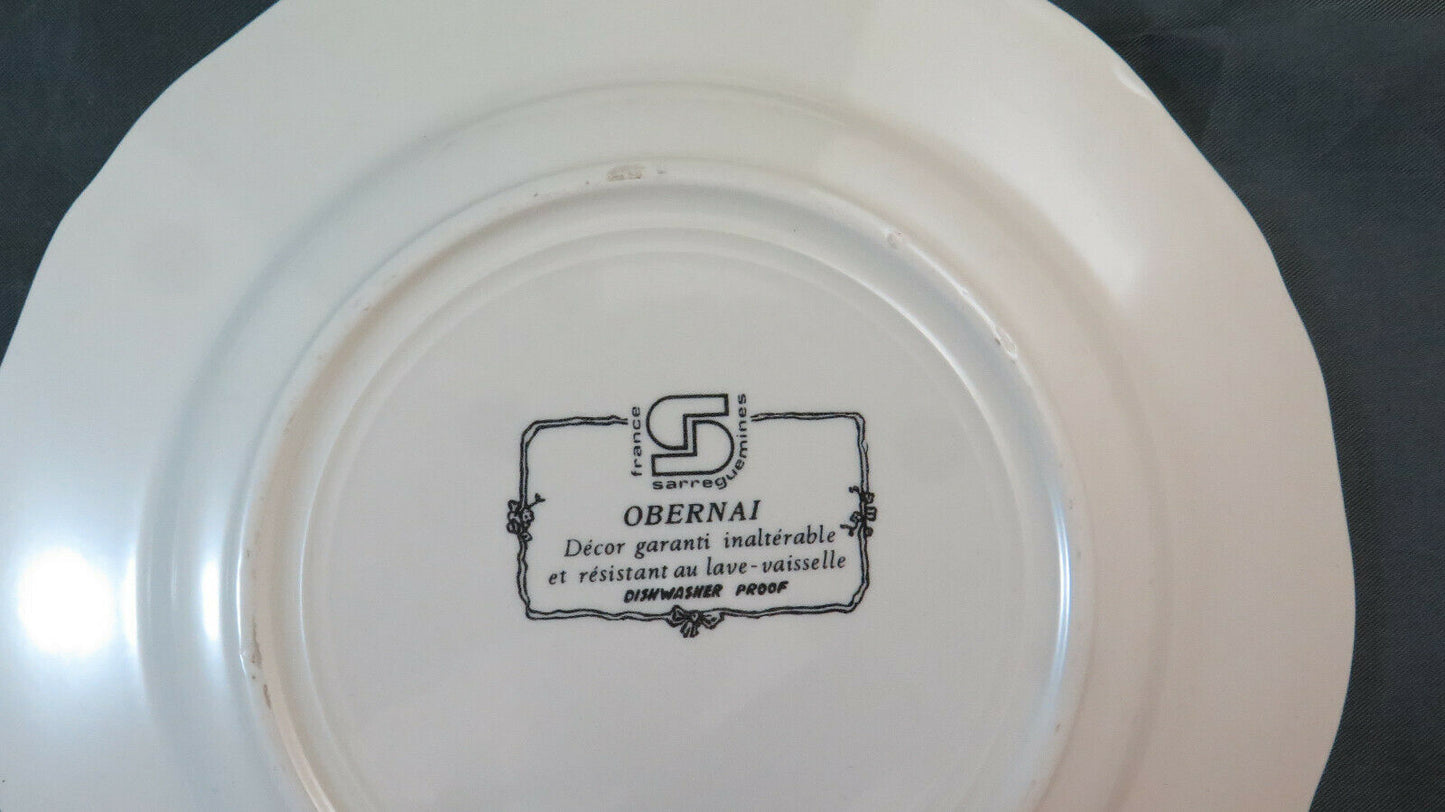 france
sarreguemines
OBERNAI
Décor garanti inaltérable
et résistant au lave-vaisselle
DISHWASHER PROOF